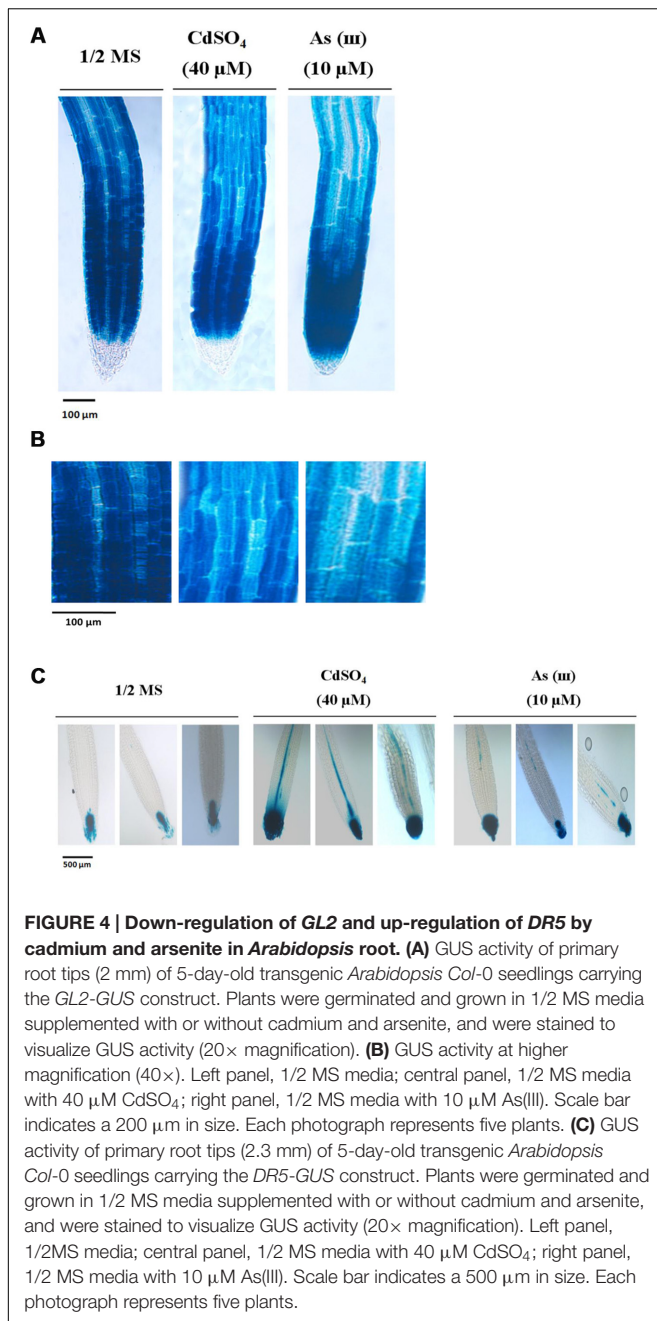 A
1/2 MS
CdSO₄
(40 µM)
As (III)
(10 µM)
100 µm
B
100 µm
C
1/2 MS
CdSO₄
(40 µM)
As (III)
(10 µM)
500 µm
FIGURE 4 | Down-regulation of GL2 and up-regulation of DR5 by
cadmium and arsenite in Arabidopsis root. (A) GUS activity of primary
root tips (2 mm) of 5-day-old transgenic Arabidopsis Col-0 seedlings carrying
the GL2-GUS construct. Plants were germinated and grown in 1/2 MS media
supplemented with or without cadmium and arsenite, and were stained to
visualize GUS activity (20× magnification). (B) GUS activity at higher
magnification (40×). Left panel, 1/2 MS media; central panel, 1/2 MS media
with 40 µM CdSO₄; right panel, 1/2 MS media with 10 µM As(III). Scale bar
indicates a 200 µm in size. Each photograph represents five plants. (C) GUS
activity of primary root tips (2.3 mm) of 5-day-old transgenic Arabidopsis
Col-0 seedlings carrying the DR5-GUS construct. Plants were germinated and
grown in 1/2 MS media supplemented with or without cadmium and arsenite,
and were stained to visualize GUS activity (20× magnification). Left panel,
1/2MS media; central panel, 1/2 MS media with 40 µM CdSO₄; right panel,
1/2 MS media with 10 µM As(III). Scale bar indicates a 500 µm in size. Each
photograph represents five plants.